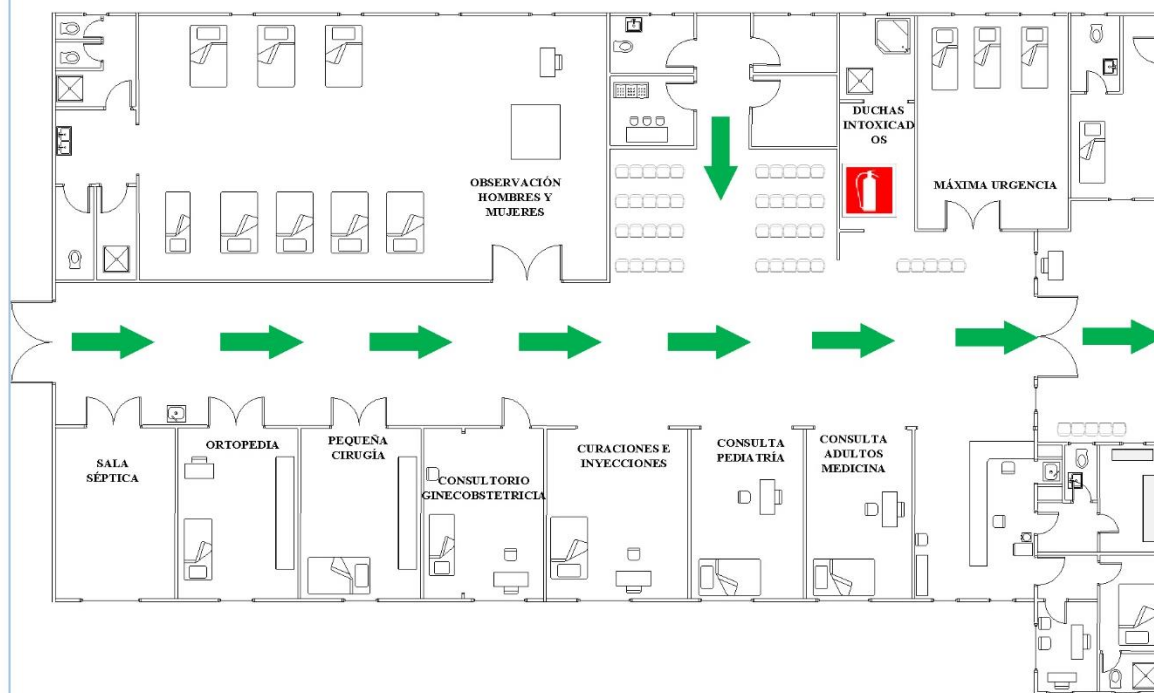 DUCHAS
INTOXICAD
OS
OBSERVACIÓN
HOMBRES Y
MUJERES
MÁXIMA URGENCIA
SALA
SÉPTICA
ORTOPEDIA
PEQUEÑA
CIRUGÍA
CONSULTORIO
GINECOBSTETRICIA
CURACIONES E
INYECCIONES
CONSULTA
PEDIATRÍA
CONSULTA
ADULTOS
MEDICINA